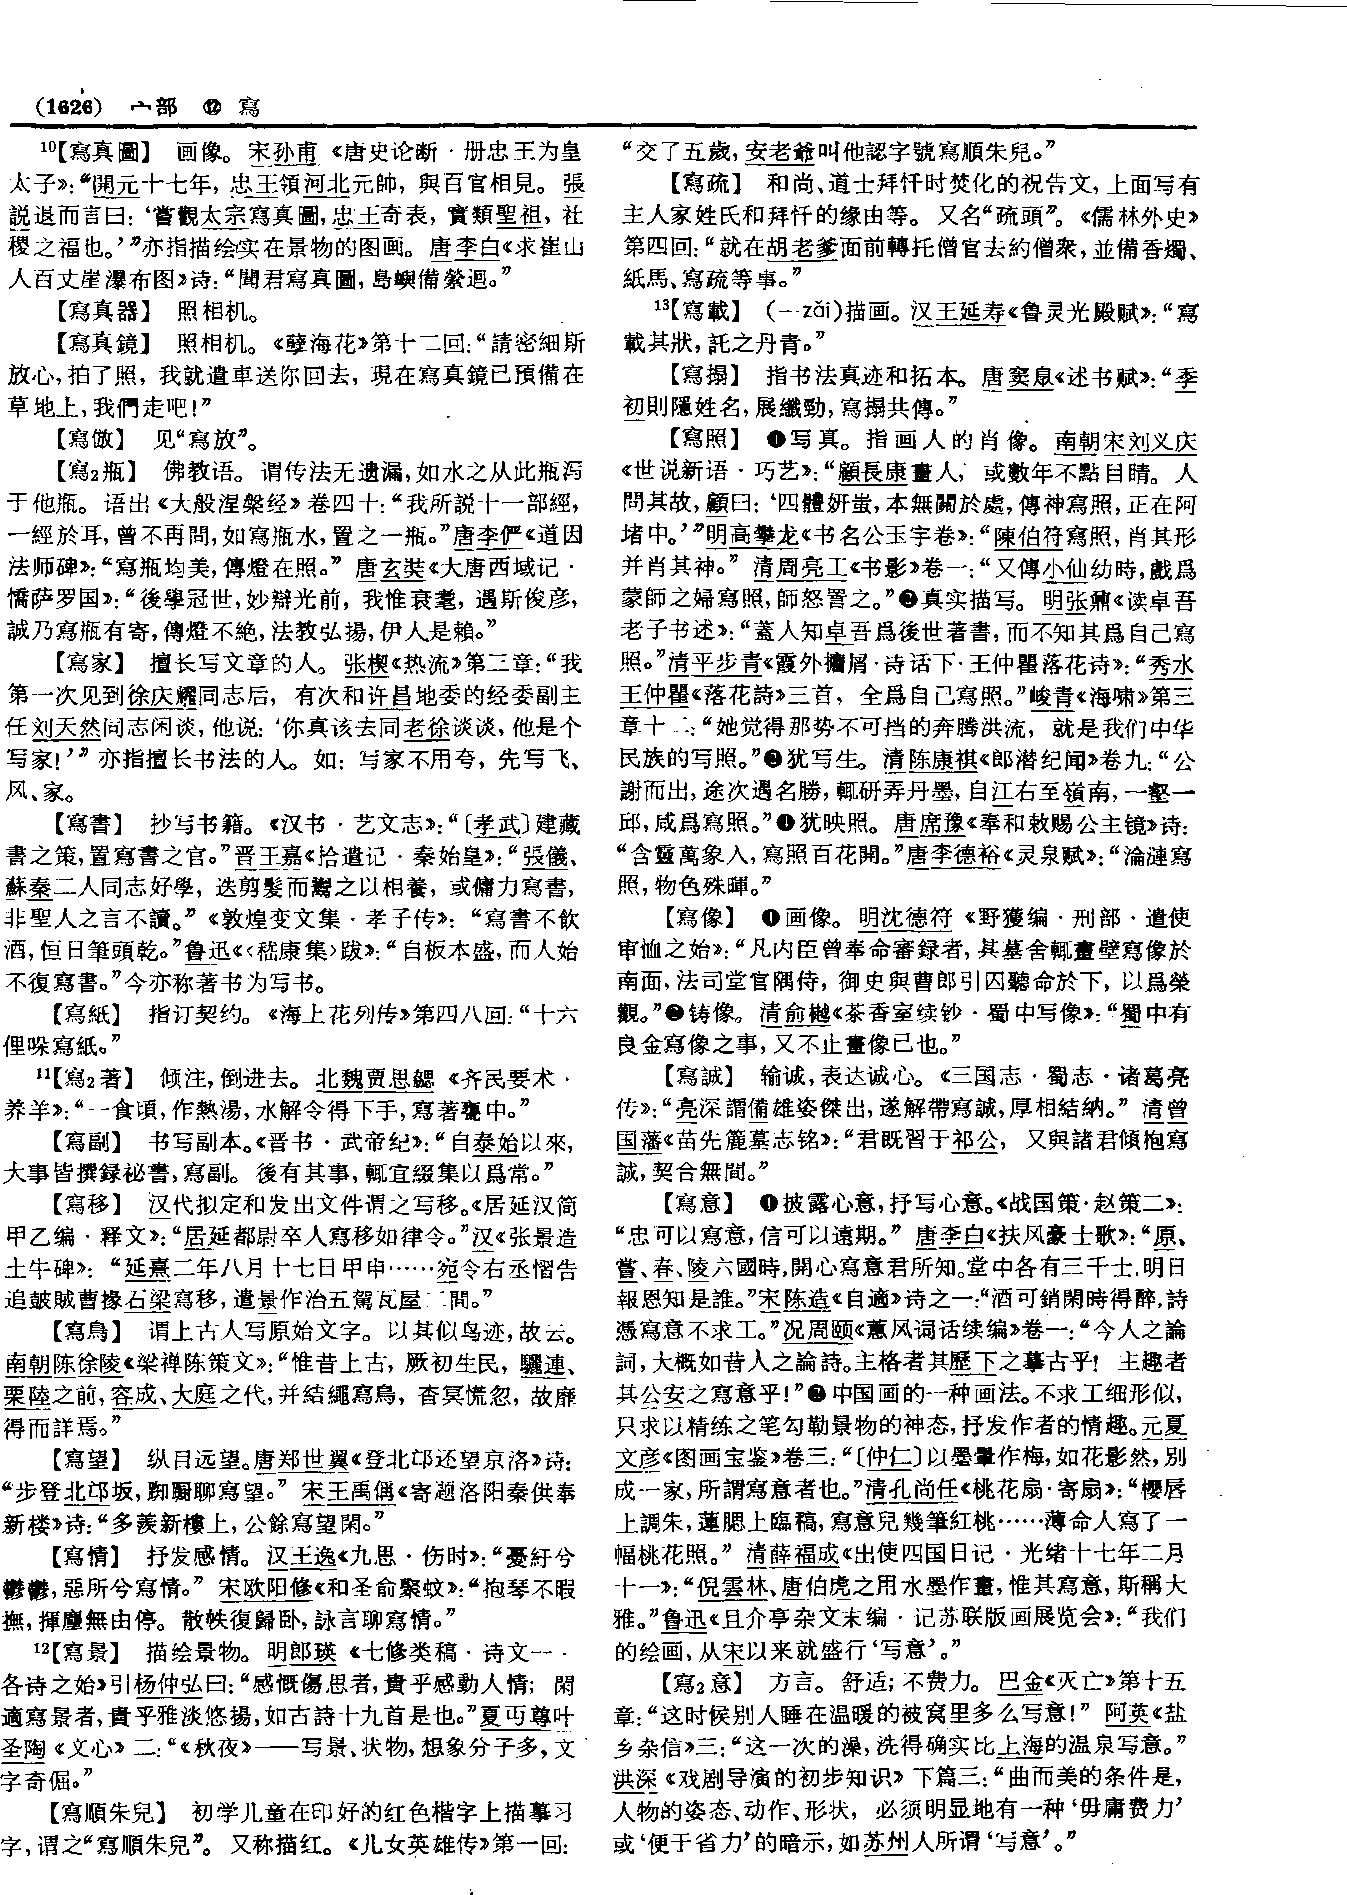 (1626) 宀部 ⑫ 寫
10【寫真圖】 画像。宋孙甫《唐史论断·册忠王为皇
太子》：“開元十七年，忠王領河北元帥，與百官相見。張
説退而言曰：‘嘗觀太宗寫真圖，忠王奇表，實類聖祖，社
稷之福也。’”亦指描绘实在景物的图画。唐李白《求崔山
人百丈崖瀑布图》诗：“聞君寫真圖，島嶼備縈迴。”
【寫真器】 照相机。
【寫真鏡】 照相机。《孽海花》第十二回：“請密細斯
放心，拍了照，我就遣車送你回去，現在寫真鏡已預備在
草地上，我們走吧！”
【寫倣】 见“寫放”。
【寫2瓶】 佛教语。谓传法无遗漏，如水之从此瓶泻
于他瓶。语出《大般涅槃经》卷四十：“我所説十一部經，
一經於耳，曾不再問，如寫瓶水，置之一瓶。”唐李俨《道因
法师碑》：“寫瓶均美，傳燈在照。”唐玄奘《大唐西域记·
憍萨罗国》：“後學冠世，妙辯光前，我惟衰耄，遇斯俊彦，
誠乃寫瓶有寄，傳燈不絶，法教弘揚，伊人是賴。”
【寫家】 擅长写文章的人。张楔《热流》第三章：“我
第一次见到徐庆耀同志后，有次和许昌地委的经委副主
任刘天然同志闲谈，他说：‘你真该去同老徐谈谈，他是个
写家！’”亦指擅长书法的人。如：写家不用夸，先写飞、
风、家。
【寫書】 抄写书籍。《汉书·艺文志》：“〔孝武〕建藏
書之策，置寫書之官。”晋王嘉《拾遗记·秦始皇》：“張儀、
蘇秦二人同志好學，迭剪髮而鬻之以相養，或傭力寫書，
非聖人之言不讀。”《敦煌变文集·孝子传》：“寫書不飲
酒，恒日筆頭乾。”鲁迅《〈嵇康集〉跋》：“自板本盛，而人始
不復寫書。”今亦称著书为写书。
【寫紙】 指订契约。《海上花列传》第四八回：“十六
俚哚寫紙。”
11【寫2著】 倾注，倒进去。北魏贾思勰《齐民要术·
养羊》：“一食頃，作熱湯，水解令得下手，寫著甕中。”
【寫副】 书写副本。《晋书·武帝纪》：“自泰始以來，
大事皆撰録祕書，寫副。後有其事，輒宜綴集以爲常。”
【寫移】 汉代拟定和发出文件谓之写移。《居延汉简
甲乙编·释文》：“居延都尉卒人寫移如律令。”汉《张景造
土牛碑》：“延熹二年八月十七日甲申……宛令右丞慴告
追皷賊曹掾石梁寫移，遣景作治五駕瓦屋二間。”
【寫鳥】 谓上古人写原始文字。以其似鸟迹，故云。
南朝陈徐陵《梁禅陈策文》：“惟昔上古，厥初生民，驪連、
栗陸之前，容成、大庭之代，并結繩寫鳥，杳冥慌忽，故靡
得而詳焉。”
【寫望】 纵目远望。唐郑世翼《登北邙还望京洛》诗：
“步登北邙坂，踟躕聊寫望。”宋王禹偁《寄题洛阳秦供奉
新楼》诗：“多羨新樓上，公餘寫望閑。”
【寫情】 抒发感情。汉王逸《九思·伤时》：“憂紆兮
鬱鬱，惡所兮寫情。”宋欧阳修《和圣俞聚蚊》：“抱琴不暇
撫，揮麈無由停。散帙復歸卧，詠言聊寫情。”
12【寫景】 描绘景物。明郎瑛《七修类稿·诗文一·
各诗之始》引杨仲弘曰：“感慨傷思者，貴乎感動人情；閑
適寫景者，貴乎雅淡悠揚，如古詩十九首是也。”夏丏尊叶
圣陶《文心》二：“《秋夜》——写景、状物，想象分子多，文
字奇倔。”
【寫順朱兒】 初学儿童在印好的红色楷字上描摹习
字，谓之“寫順朱兒”。又称描红。《儿女英雄传》第一回：
“交了五歲，安老爺叫他認字號寫順朱兒。”
【寫疏】 和尚、道士拜忏时焚化的祝告文，上面写有
主人家姓氏和拜忏的缘由等。又名“疏頭”。《儒林外史》
第四回：“就在胡老爹面前轉托僧官去約僧衆，並備香燭、
紙馬、寫疏等事。”
13【寫載】 (—zǎi)描画。汉王延寿《鲁灵光殿赋》：“寫
載其狀，託之丹青。”
【寫搨】 指书法真迹和拓本。唐窦臮《述书赋》：“季
初則隱姓名，展纖勁，寫搨共傳。”
【寫照】 ❶写真。指画人的肖像。南朝宋刘义庆
《世说新语·巧艺》：“顧長康畫人，或數年不點目睛。人
問其故，顧曰：‘四體妍蚩，本無關於處，傳神寫照，正在阿
堵中。’”明高攀龙《书名公玉宇卷》：“陳伯符寫照，肖其形
并肖其神。”清周亮工《书影》卷一：“又傳小仙幼時，戲爲
蒙師之婦寫照，師怒詈之。”❷真实描写。明张鼐《读卓吾
老子书述》：“蓋人知卓吾爲後世著書，而不知其爲自己寫
照。”清平步青《霞外攟屑·诗话下·王仲瞿落花诗》：“秀水
王仲瞿《落花詩》三首，全爲自己寫照。”峻青《海啸》第三
章十二：“她觉得那势不可挡的奔腾洪流，就是我们中华
民族的写照。”❸犹写生。清陈康祺《郎潜纪闻》卷九：“公
謝而出，途次遇名勝，輒研弄丹墨，自江右至嶺南，一壑一
邱，咸爲寫照。”❹犹映照。唐席豫《奉和敕赐公主镜》诗：
“含靈萬象入，寫照百花開。”唐李德裕《灵泉赋》：“淪漣寫
照，物色殊暉。”
【寫像】 ❶画像。明沈德符《野獲编·刑部·遣使
审恤之始》：“凡内臣曾奉命審録者，其墓舍輒畫壁寫像於
南面，法司堂官隅侍，御史與曹郎引囚聽命於下，以爲榮
觀。”❷铸像。清俞樾《茶香室续钞·蜀中写像》：“蜀中有
良金寫像之事，又不止畫像已也。”
【寫誠】 输诚，表达诚心。《三国志·蜀志·诸葛亮
传》：“亮深謂備雄姿傑出，遂解帶寫誠，厚相結納。”清曾
国藩《苗先簏墓志铭》：“君既習于祁公，又與諸君傾抱寫
誠，契合無間。”
【寫意】 ❶披露心意，抒写心意。《战国策·赵策二》：
“忠可以寫意，信可以遠期。”唐李白《扶风豪士歌》：“原、
嘗、春、陵六國時，開心寫意君所知。堂中各有三千士，明日
報恩知是誰。”宋陈造《自適》诗之一：“酒可銷閑時得醉，詩
憑寫意不求工。”况周颐《蕙风词话续编》卷一：“今人之論
詞，大概如昔人之論詩。主格者其歷下之摹古乎！主趣者
其公安之寫意乎！”❷中国画的一种画法。不求工细形似，
只求以精练之笔勾勒景物的神态，抒发作者的情趣。元夏
文彦《图画宝鉴》卷三：“〔仲仁〕以墨暈作梅，如花影然，别
成一家，所謂寫意者也。”清孔尚任《桃花扇·寄扇》：“櫻唇
上調朱，蓮腮上臨稿，寫意兒幾筆紅桃……薄命人寫了一
幅桃花照。”清薛福成《出使四国日记·光绪十七年二月
十一》：“倪雲林、唐伯虎之用水墨作畫，惟其寫意，斯稱大
雅。”鲁迅《且介亭杂文末编·记苏联版画展览会》：“我们
的绘画，从宋以来就盛行‘写意’。”
【寫2意】 方言。舒适；不费力。巴金《灭亡》第十五
章：“这时候别人睡在温暖的被窝里多么写意！”阿英《盐
乡杂信》三：“这一次的澡，洗得确实比上海的温泉写意。”
洪深《戏剧导演的初步知识》下篇三：“曲而美的条件是，
人物的姿态、动作、形状，必须明显地有一种‘毋庸费力’
或‘便于省力’的暗示，如苏州人所谓‘写意’。”